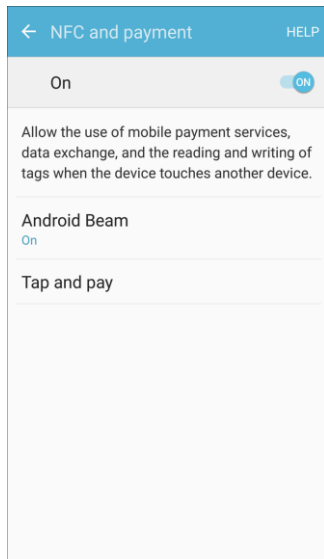 NFC and payment HELP
On ON
Allow the use of mobile payment services,
data exchange, and the reading and writing of
tags when the device touches another device.
Android Beam
On
Tap and pay